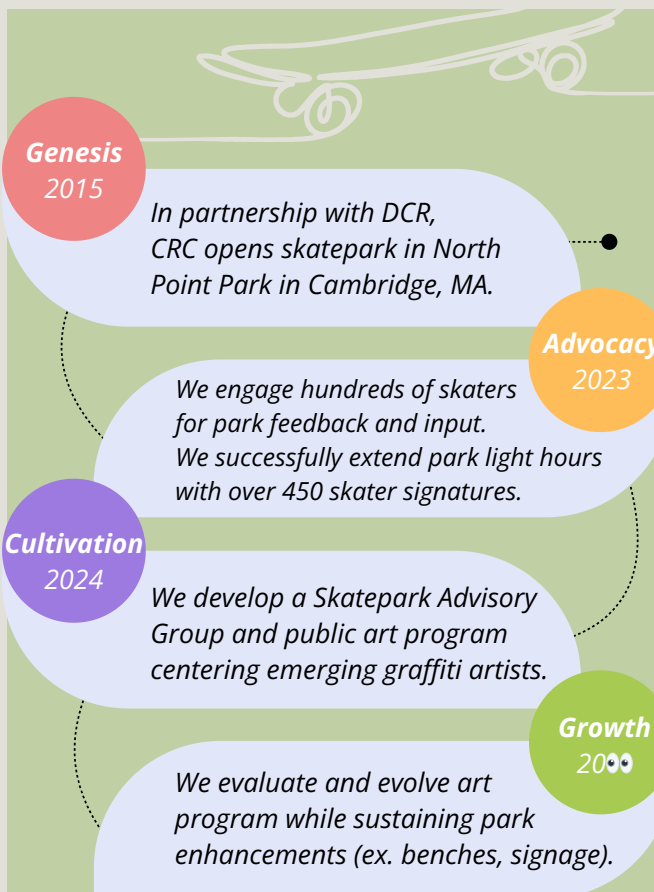 Genesis
2015
In partnership with DCR,
CRC opens skatepark in North
Point Park in Cambridge, MA.
Advocacy
2023
We engage hundreds of skaters
for park feedback and input.
We successfully extend park light hours
with over 450 skater signatures.
Cultivation
2024
We develop a Skatepark Advisory
Group and public art program
centering emerging graffiti artists.
Growth
20👀
We evaluate and evolve art
program while sustaining park
enhancements (ex. benches, signage).